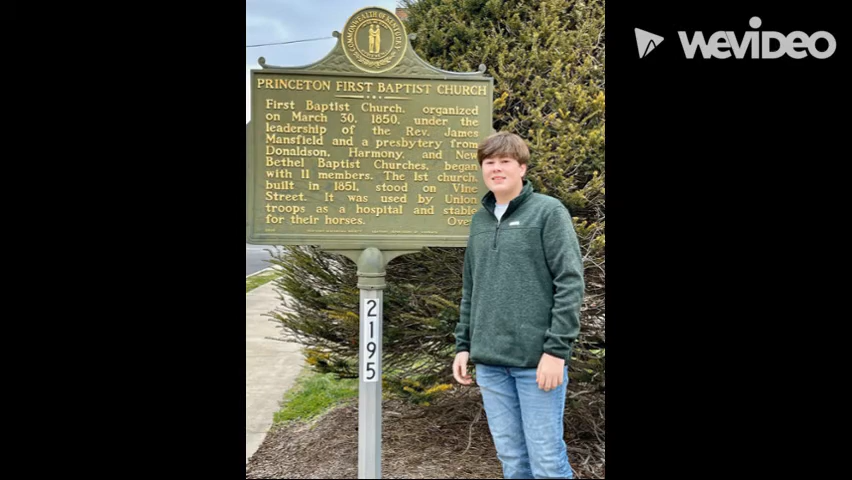 WEVIDEO
COMMONWEALTH OF KENTUCKY
PRINCETON FIRST BAPTIST CHURCH
First Baptist Church, organized
on March 30, 1850, under the
leadership of the Rev. James
Mansfield and a presbytery from
Donaldson, Harmony, and New
Bethel Baptist Churches, began
with 11 members. The 1st church,
built in 1851, stood on Vine
Street. It was used by Union
troops as a hospital and stable
for their horses. Over
2195